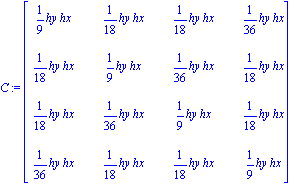 C := [ 1/9 hy hx 1/18 hy hx 1/18 hy hx 1/36 hy hx
1/18 hy hx 1/9 hy hx 1/36 hy hx 1/18 hy hx
1/18 hy hx 1/36 hy hx 1/9 hy hx 1/18 hy hx
1/36 hy hx 1/18 hy hx 1/18 hy hx 1/9 hy hx ]